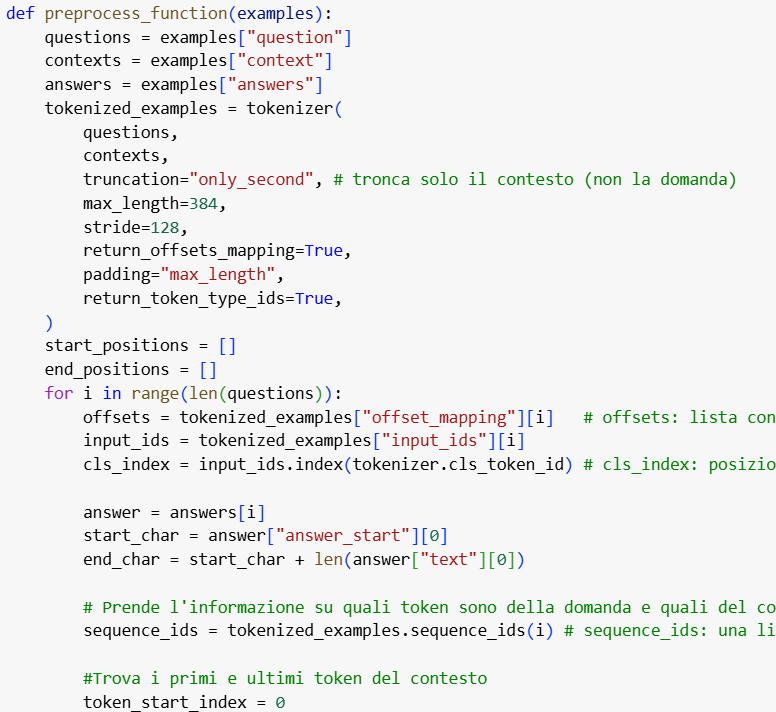 def preprocess_function(examples):
    questions = examples["question"]
    contexts = examples["context"]
    answers = examples["answers"]
    tokenized_examples = tokenizer(
        questions,
        contexts,
        truncation="only_second", # tronca solo il contesto (non la domanda)
        max_length=384,
        stride=128,
        return_offsets_mapping=True,
        padding="max_length",
        return_token_type_ids=True,
    )
    start_positions = []
    end_positions = []
    for i in range(len(questions)):
        offsets = tokenized_examples["offset_mapping"][i]   # offsets: lista con
        input_ids = tokenized_examples["input_ids"][i]
        cls_index = input_ids.index(tokenizer.cls_token_id) # cls_index: posizio

        answer = answers[i]
        start_char = answer["answer_start"][0]
        end_char = start_char + len(answer["text"][0])

        # Prende l'informazione su quali token sono della domanda e quali del co
        sequence_ids = tokenized_examples.sequence_ids(i) # sequence_ids: una li

        #Trova i primi e ultimi token del contesto
        token_start_index = 0